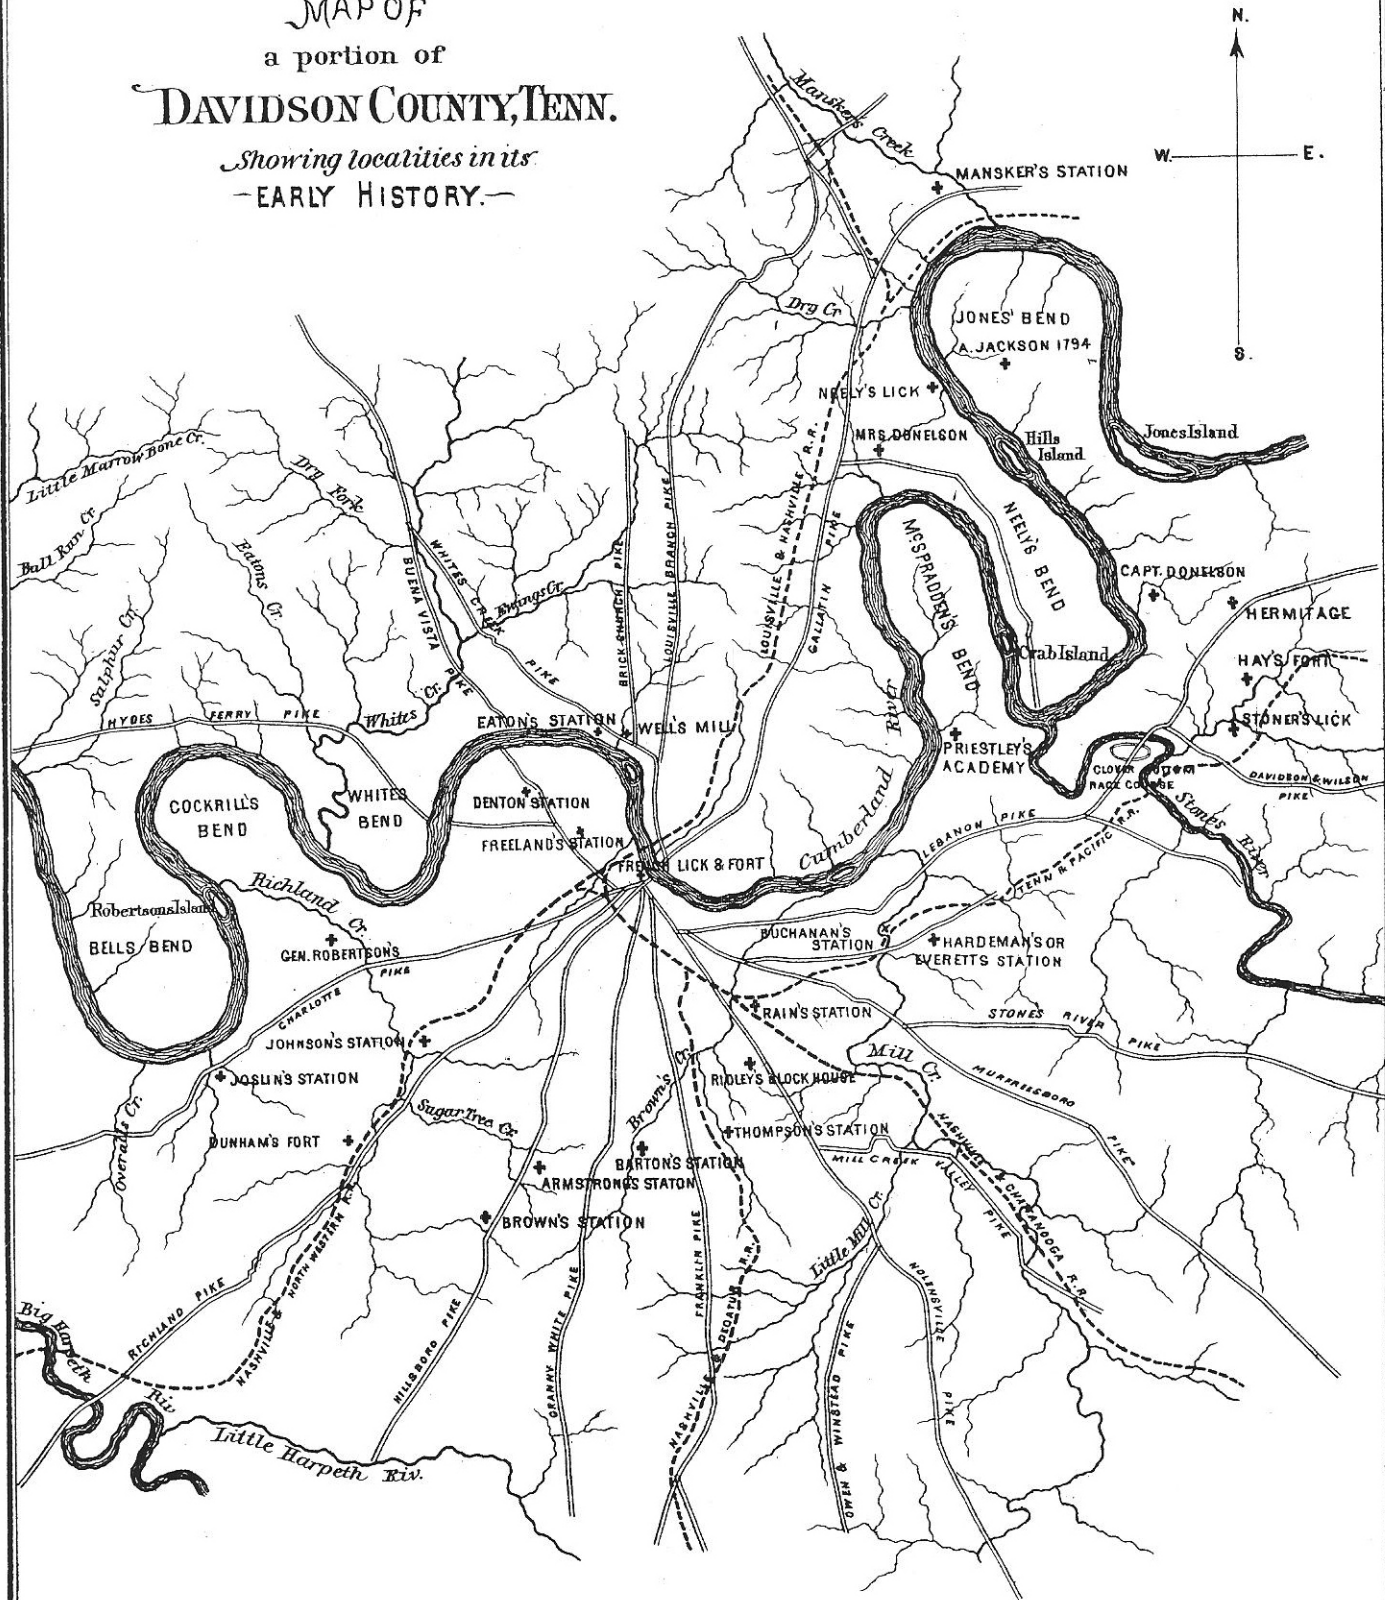 MAP OF
a portion of
DAVIDSON COUNTY, TENN.
Showing localities in its
—EARLY HISTORY.—
N.
W.
E.
S.
Mansker's Creek
MANSKER'S STATION
Dry Cr
JONES' BEND
A. JACKSON 1794
NEELY'S LICK
MRS. DONELSON
Hills
Island
Jones Island
Little Marrow Bone Cr.
Dry Fork
Bull Run Cr.
Eatons Cr.
Sulphur Cr.
BUENA VISTA PIKE
WHITES CREEK PIKE
Ewings Cr.
BRICK CHURCH PIKE
LOUISVILLE BRANCH PIKE
LOUISVILLE & NASHVILLE R.R.
GALLATIN PIKE
McSPRADDEN'S BEND
NEELY'S BEND
CAPT. DONELSON
HERMITAGE
Crab Island
HAY'S FORT
STONER'S LICK
HYDES FERRY PIKE
Whites Cr.
EATON'S STATION
WELL'S MILL
PRIESTLEY'S
ACADEMY
CLOVER BOTTOM
RACE COURSE
DAVIDSON & WILSON
PIKE
COCKRILL'S
BEND
WHITES
BEND
DENTON STATION
FREELAND'S STATION
FRENCH LICK & FORT
Cumberland River
LEBANON PIKE
TENN & PACIFIC R.R.
Stones River
Richland Cr.
Robertsons Island
BELLS BEND
GEN. ROBERTSON'S
CHARLOTTE PIKE
BUCHANAN'S
STATION
HARDEMAN'S OR
EVERETTS STATION
RAIN'S STATION
STONE'S RIVER PIKE
JOHNSON'S STATION
JOSLIN'S STATION
Mill Cr.
MURFREESBORO PIKE
RIDLEY'S BLOCK HOUSE
Brown's Cr.
Sugar Tree Cr.
Overalls Cr.
DUNHAM'S FORT
THOMPSON'S STATION
MILL CREEK VALLEY PIKE
NASHVILLE & CHATTANOOGA R.R.
BARTON'S STATION
ARMSTRONG'S STATON
BROWN'S STATION
Little Mill Cr.
NOLENSVILLE PIKE
Big Harpeth Riv
RICHLAND PIKE
NASHVILLE & NORTH WESTERN R.R.
HILLSBORO PIKE
GRANNY WHITE PIKE
FRANKLIN PIKE
NASHVILLE & DECATUR R.R.
OWEN & WINSTEAD PIKE
Little Harpeth Riv.